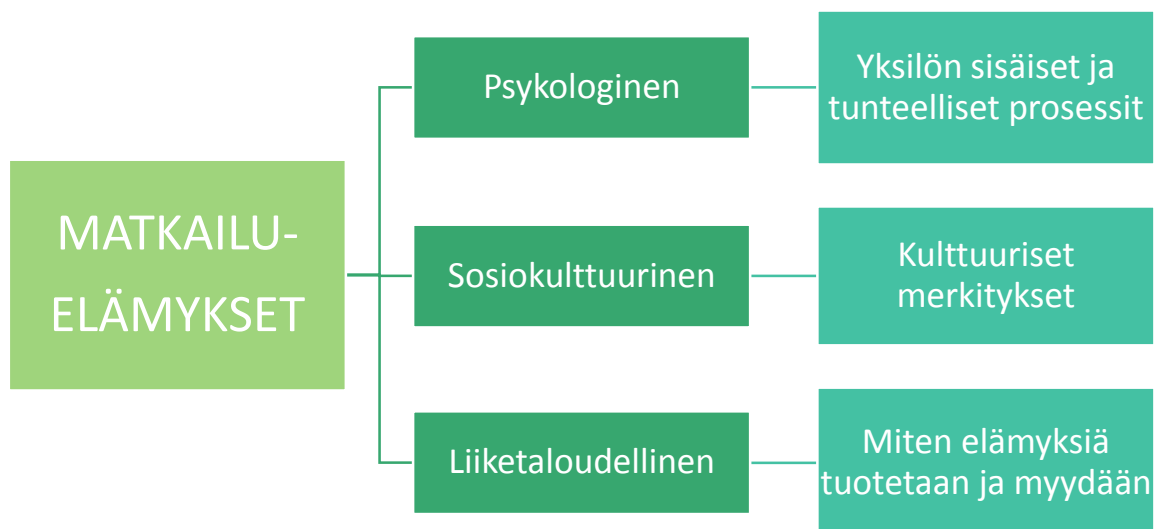 MATKAILU-
ELÄMYKSET
Psykologinen
Yksilön sisäiset ja
tunteelliset prosessit
Sosiokulttuurinen
Kulttuuriset
merkitykset
Liiketaloudellinen
Miten elämyksiä
tuotetaan ja myydään